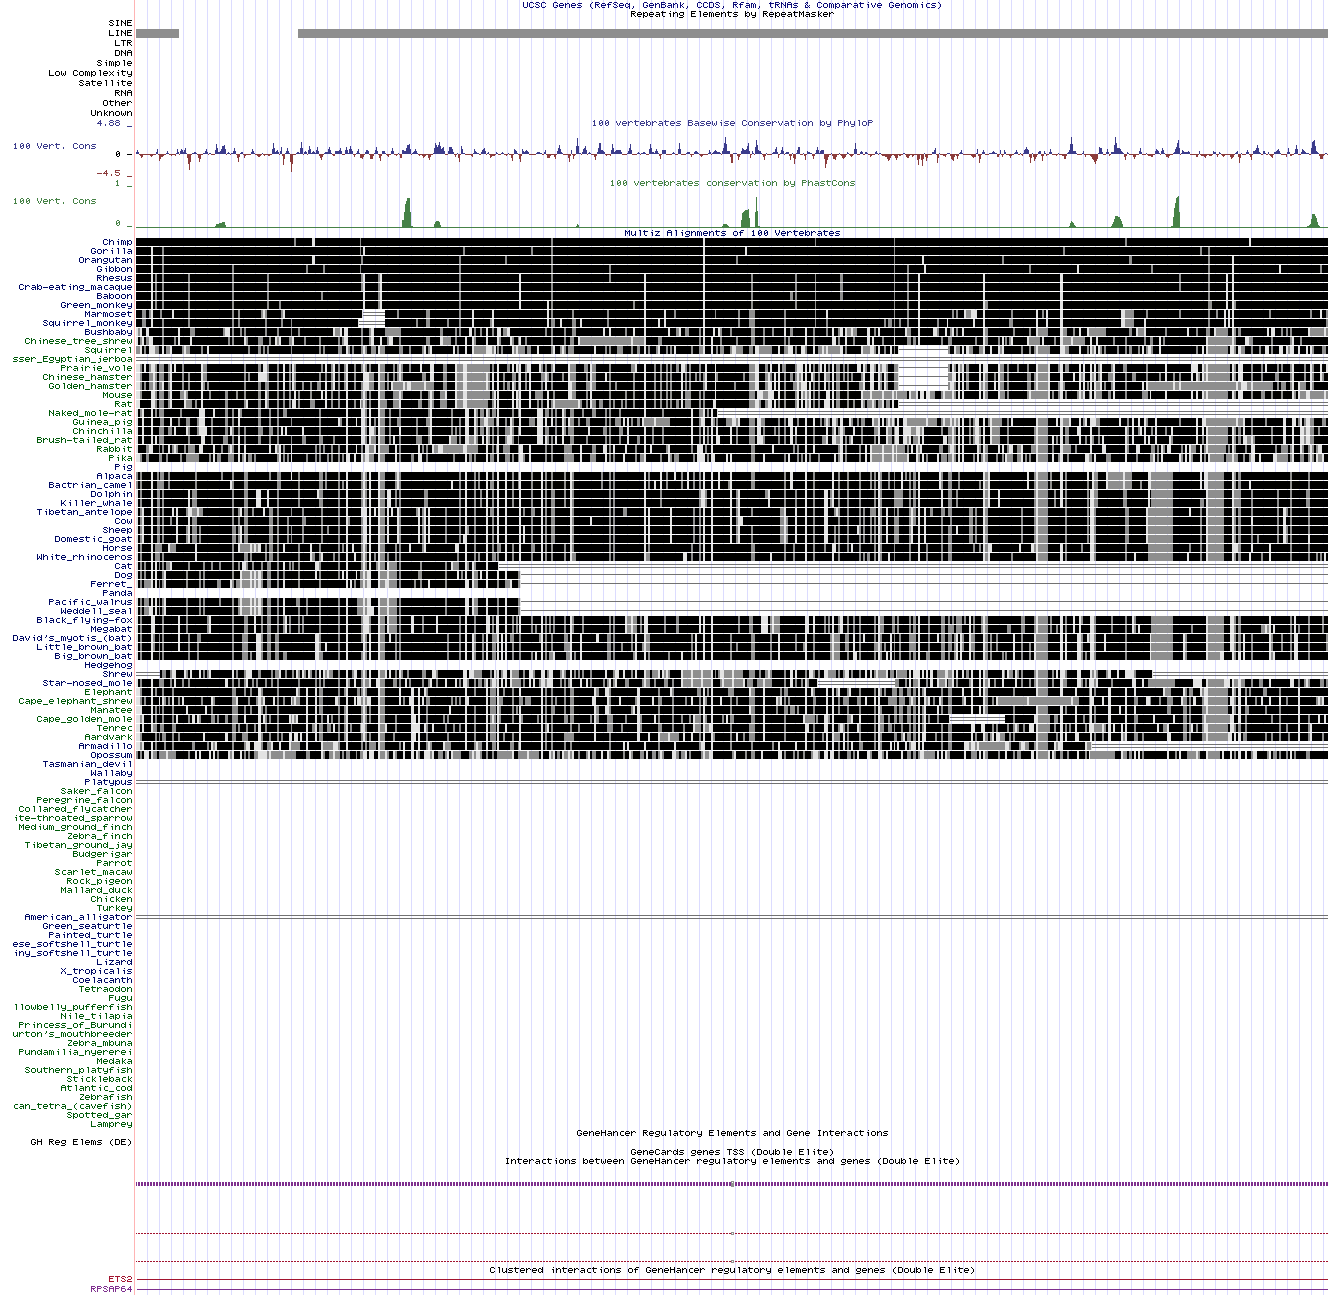 UCSC Genes (RefSeq, GenBank, CCDS, Rfam, tRNAs & Comparative Genomics)
Repeating Elements by RepeatMasker
SINE
LINE
LTR
DNA
Simple
Low Complexity
Satellite
RNA
Other
Unknown
100 vertebrates Basewise Conservation by PhyloP
4.88 _
100 Vert. Cons
0 _
-4.5 _
100 vertebrates conservation by PhastCons
1 _
100 Vert. Cons
0 _
Multiz Alignments of 100 Vertebrates
Chimp
Gorilla
Orangutan
Gibbon
Rhesus
Crab-eating_macaque
Baboon
Green_monkey
Marmoset
Squirrel_monkey
Bushbaby
Chinese_tree_shrew
Squirrel
sser_Egyptian_jerboa
Prairie_vole
Chinese_hamster
Golden_hamster
Mouse
Rat
Naked_mole-rat
Guinea_pig
Chinchilla
Brush-tailed_rat
Rabbit
Pika
Pig
Alpaca
Bactrian_camel
Dolphin
Killer_whale
Tibetan_antelope
Cow
Sheep
Domestic_goat
Horse
White_rhinoceros
Cat
Dog
Ferret_
Panda
Pacific_walrus
Weddell_seal
Black_flying-fox
Megabat
David's_myotis_(bat)
Little_brown_bat
Big_brown_bat
Hedgehog
Shrew
Star-nosed_mole
Elephant
Cape_elephant_shrew
Manatee
Cape_golden_mole
Tenrec
Aardvark
Armadillo
Opossum
Tasmanian_devil
Wallaby
Platypus
Saker_falcon
Peregrine_falcon
Collared_flycatcher
ite-throated_sparrow
Medium_ground_finch
Zebra_finch
Tibetan_ground_jay
Budgerigar
Parrot
Scarlet_macaw
Rock_pigeon
Mallard_duck
Chicken
Turkey
American_alligator
Green_seaturtle
Painted_turtle
ese_softshell_turtle
iny_softshell_turtle
Lizard
X_tropicalis
Coelacanth
Tetraodon
Fugu
llowbelly_pufferfish
Nile_tilapia
Princess_of_Burundi
urton's_mouthbreeder
Zebra_mbuna
Pundamilia_nyererei
Medaka
Southern_platyfish
Stickleback
Atlantic_cod
Zebrafish
can_tetra_(cavefish)
Spotted_gar
Lamprey
GeneHancer Regulatory Elements and Gene Interactions
GH Reg Elems (DE)
GeneCards genes TSS (Double Elite)
Interactions between GeneHancer regulatory elements and genes (Double Elite)
Clustered interactions of GeneHancer regulatory elements and genes (Double Elite)
ETS2
RPSAP64